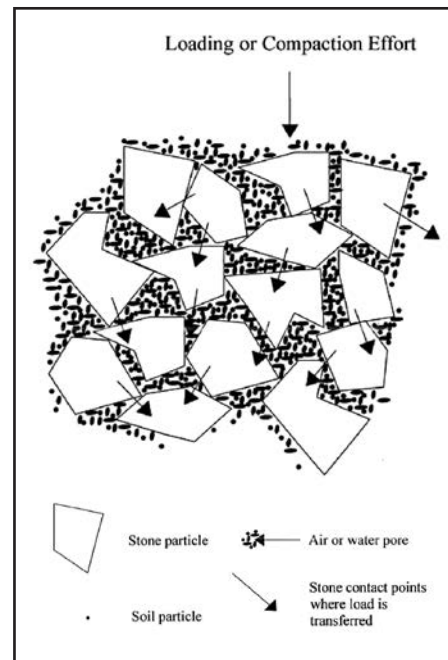 Loading or Compaction Effort
Stone particle
Air or water pore
Soil particle
Stone contact points
where load is
transferred